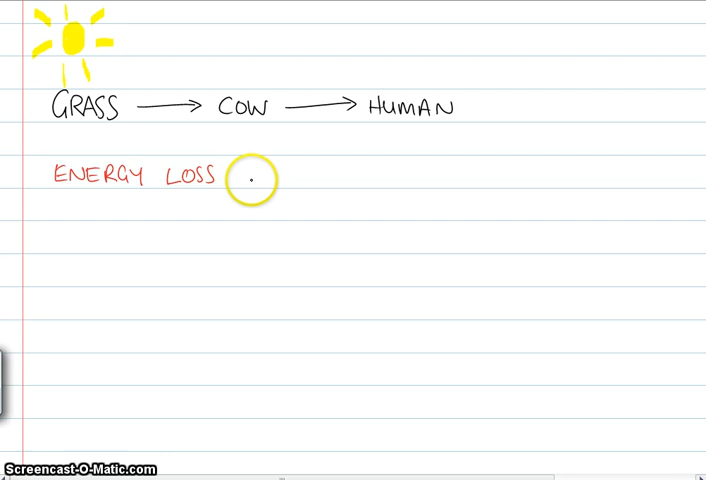 GRASS → COW → HUMAN
ENERGY LOSS
Screencast-O-Matic.com